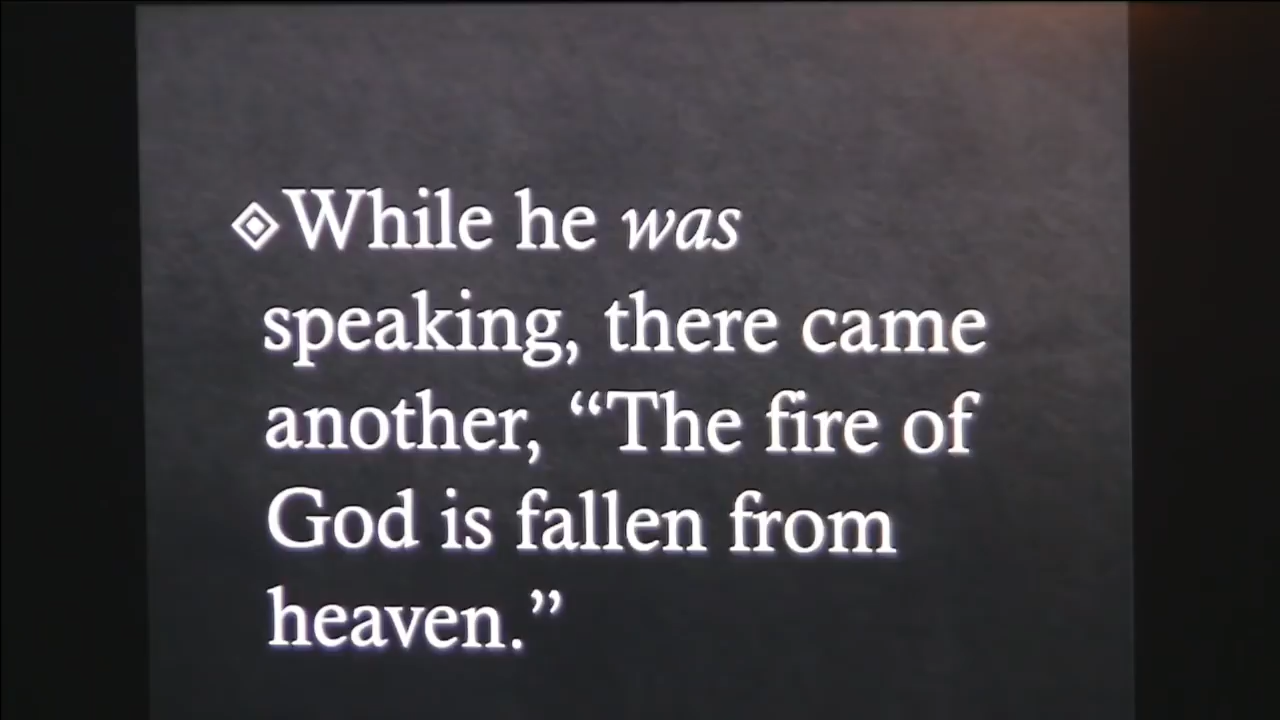 While he was
speaking, there came
another, “The fire of
God is fallen from
heaven.”